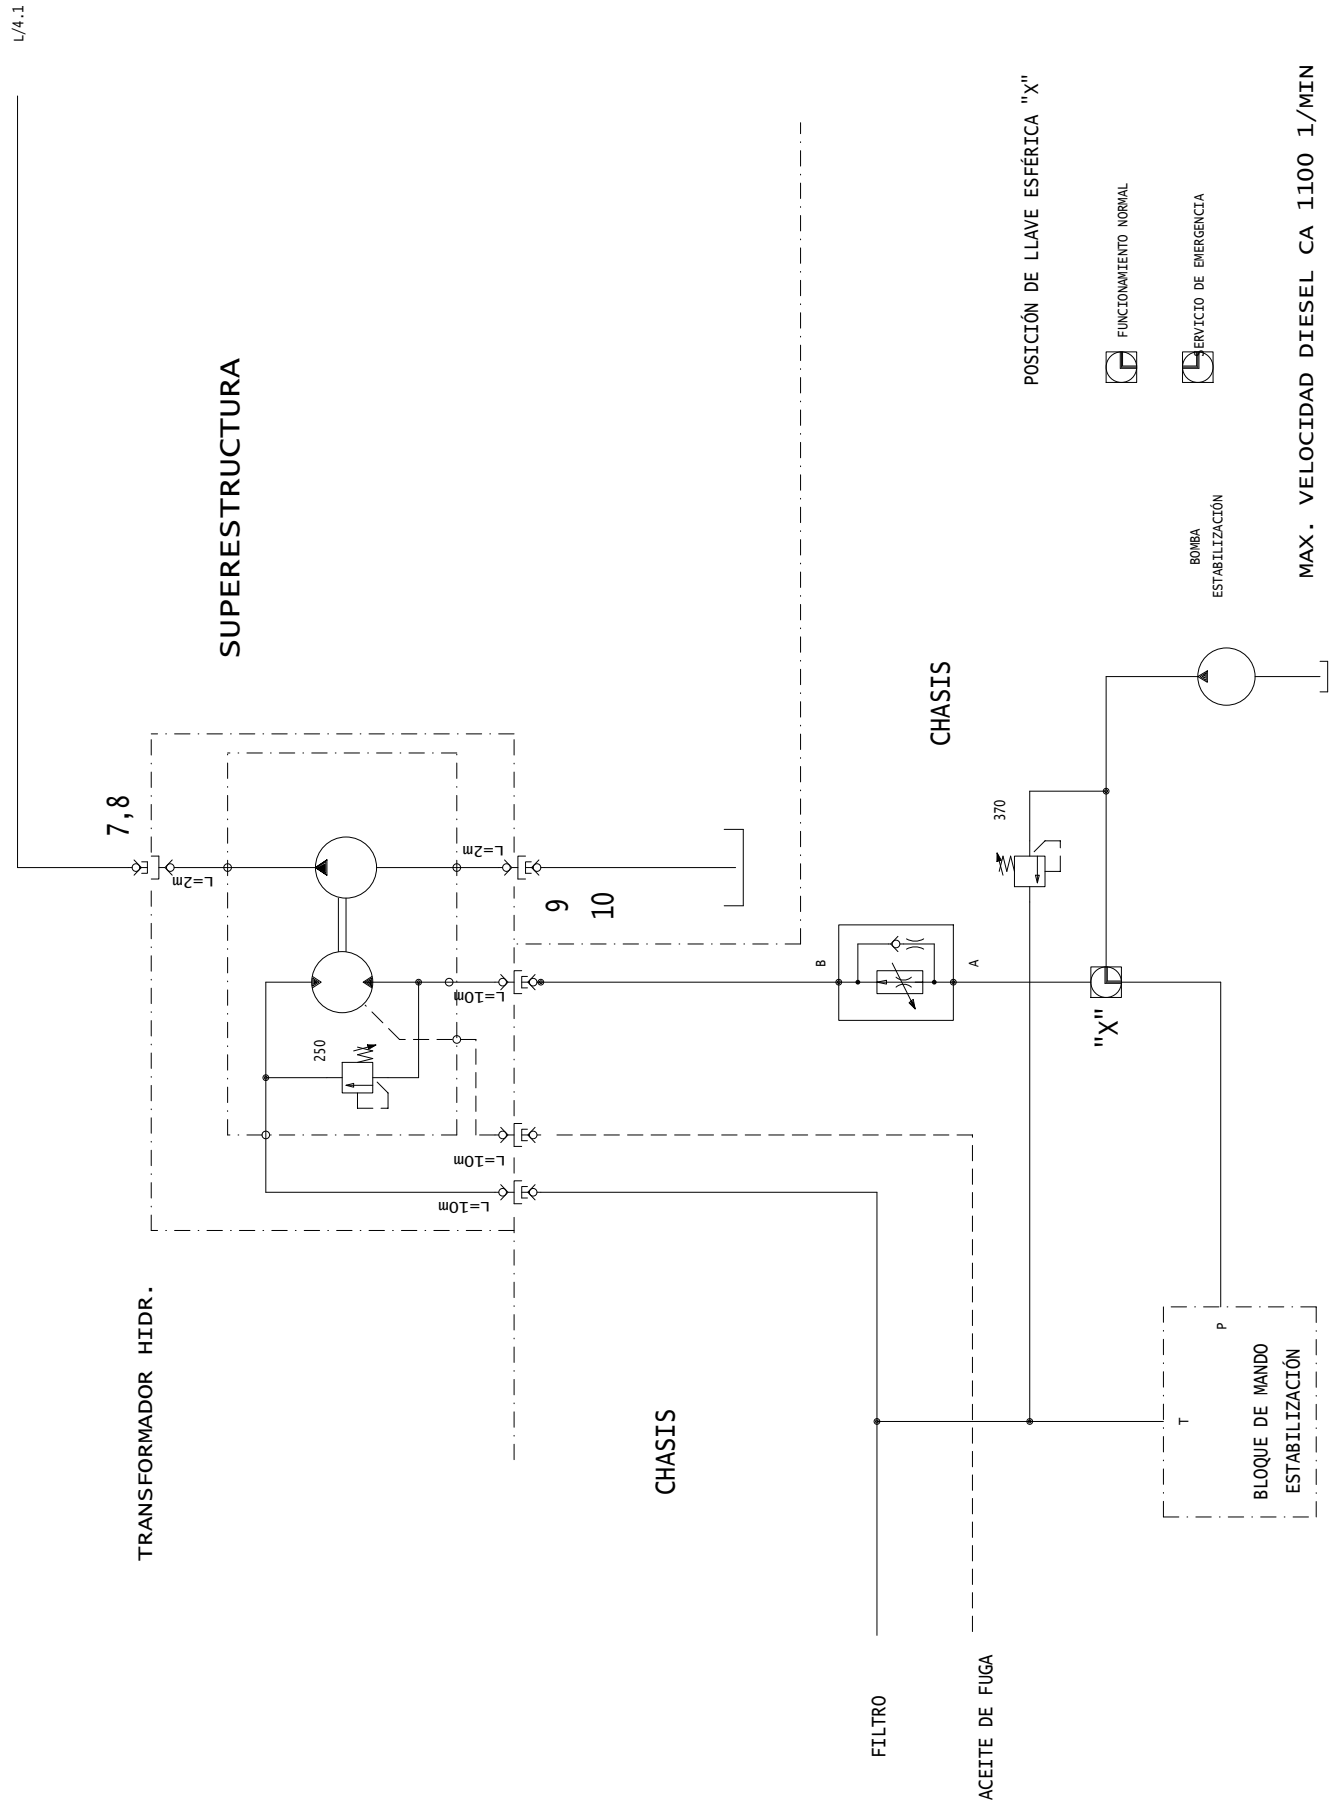 L/4.1
SUPERESTRUCTURA
TRANSFORMADOR HIDR.
7,8
L=2m
L=2m
9
10
250
L=10m
L=10m
L=10m
CHASIS
CHASIS
B
A
370
"X"
POSICIÓN DE LLAVE ESFÉRICA "X"
FUNCIONAMIENTO NORMAL
SERVICIO DE EMERGENCIA
BOMBA
ESTABILIZACIÓN
MAX. VELOCIDAD DIESEL CA 1100 1/MIN
P
T
BLOQUE DE MANDO
ESTABILIZACIÓN
FILTRO
ACEITE DE FUGA